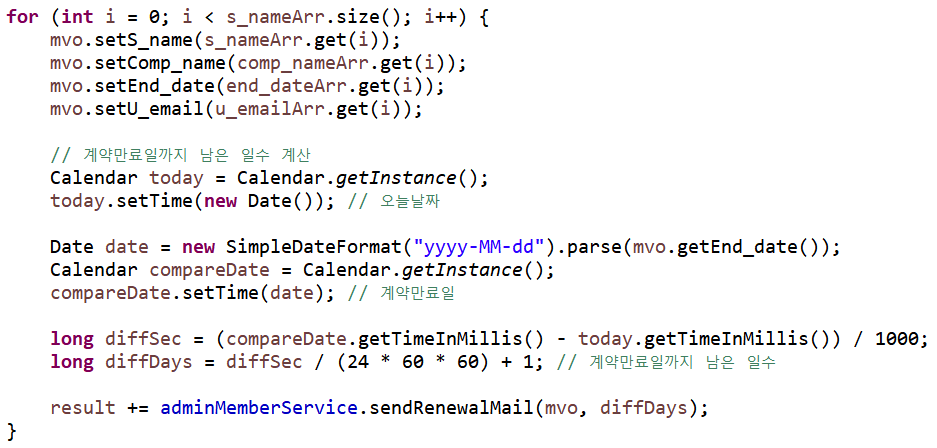 for (int i = 0; i < s_nameArr.size(); i++) {
    mvo.setS_name(s_nameArr.get(i));
    mvo.setComp_name(comp_nameArr.get(i));
    mvo.setEnd_date(end_dateArr.get(i));
    mvo.setU_email(u_emailArr.get(i));

    // 계약만료일까지 남은 일수 계산
    Calendar today = Calendar.getInstance();
    today.setTime(new Date()); // 오늘날짜

    Date date = new SimpleDateFormat("yyyy-MM-dd").parse(mvo.getEnd_date());
    Calendar compareDate = Calendar.getInstance();
    compareDate.setTime(date); // 계약만료일

    long diffSec = (compareDate.getTimeInMillis() - today.getTimeInMillis()) / 1000;
    long diffDays = diffSec / (24 * 60 * 60) + 1; // 계약만료일까지 남은 일수

    result += adminMemberService.sendRenewalMail(mvo, diffDays);
}